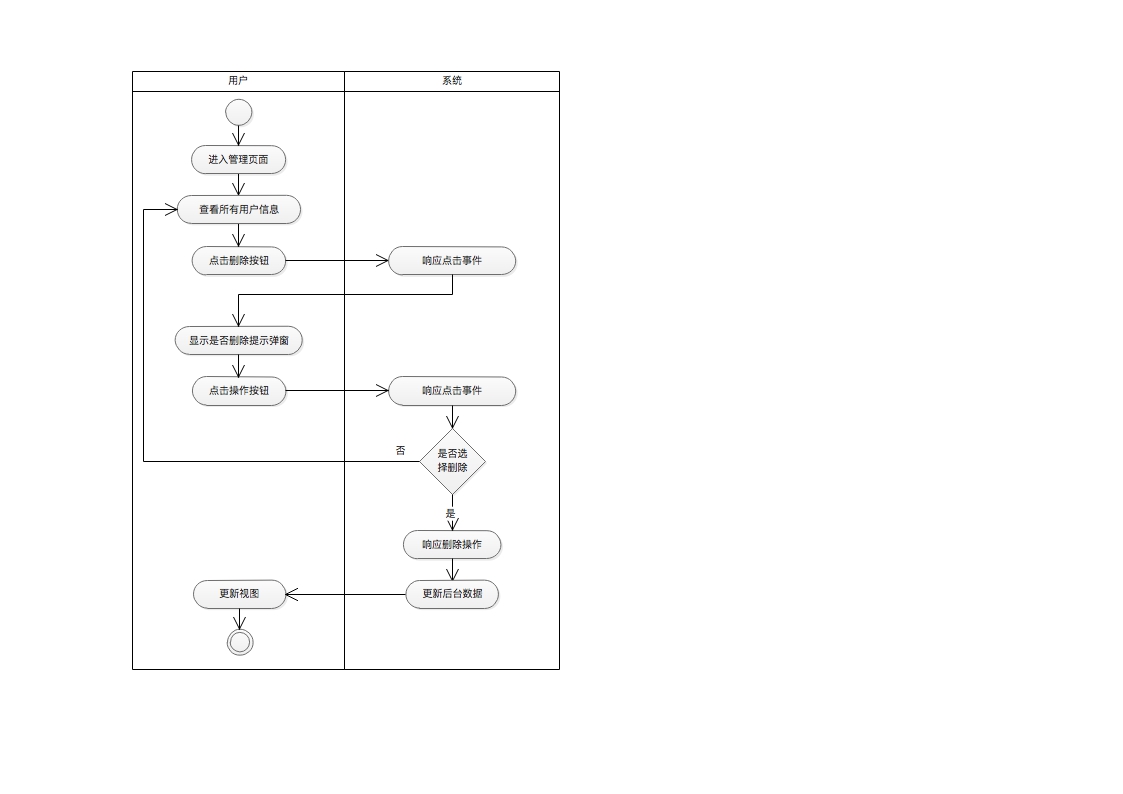 用户
系统
进入管理页面
查看所有用户信息
点击删除按钮
响应点击事件
显示是否删除提示弹窗
点击操作按钮
响应点击事件
否
是否选
择删除
是
响应删除操作
更新视图
更新后台数据